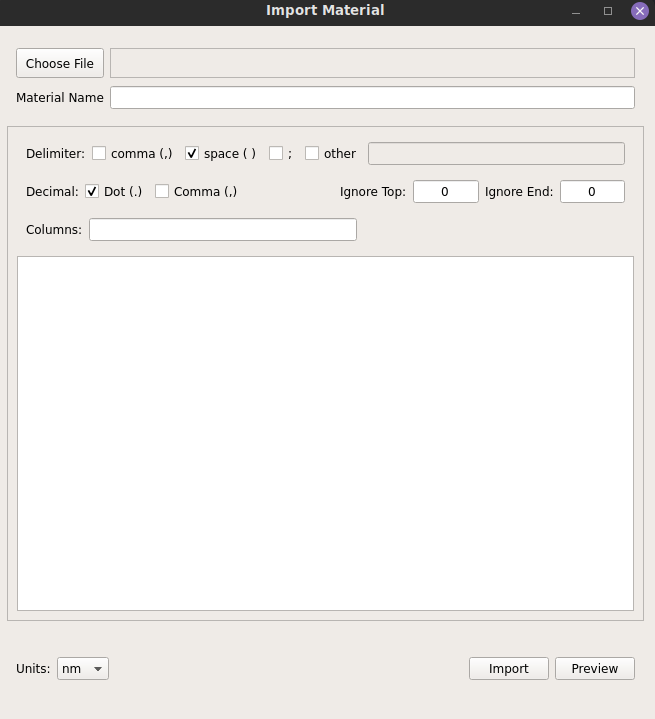 Import Material
Choose File
Material Name
Delimiter: comma (,) space ( ) ; other
Decimal: Dot (.) Comma (,) Ignore Top: 0 Ignore End: 0
Columns:
Units: nm Import Preview